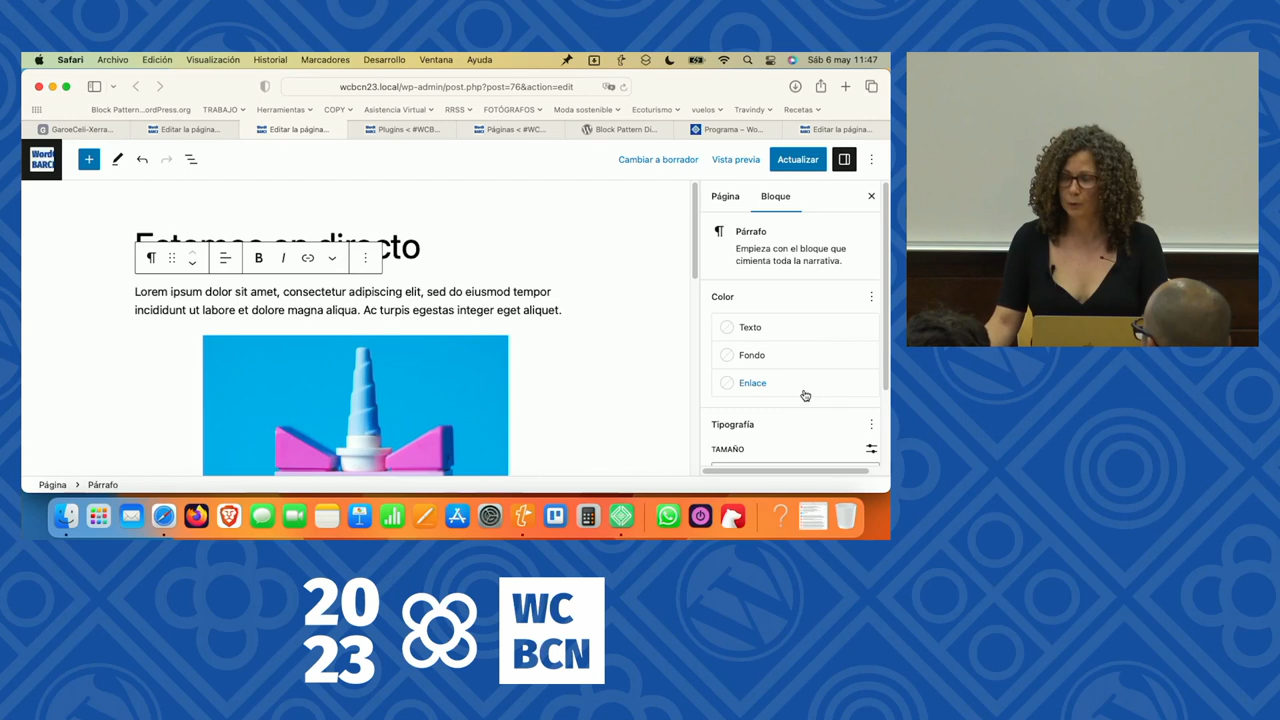 Safari Archivo Edición Visualización Historial Marcadores Desarrollo Ventana Ayuda Sáb 6 may 11:47
wcbcn23.local/wp-admin/post.php?post=76&action=edit
Block Pattern...ordPress.org TRABAJO Herramientas COPY Asistencia Virtual RRSS FOTÓGRAFOS Moda sostenible Ecoturismo vuelos Travindy Recetas
GaroeCeli-Xerra... Editar la página... Editar la página... Plugins < #WCB... Páginas < #WC... Block Pattern Di... Programa – Wo... Editar la página...
Cambiar a borrador Vista previa Actualizar
Página Bloque
Párrafo
Empieza con el bloque que
cimienta toda la narrativa.
Estamos en directo
B I
Lorem ipsum dolor sit amet, consectetur adipiscing elit, sed do eiusmod tempor
incididunt ut labore et dolore magna aliqua. Ac turpis egestas integer eget aliquet.
Color
Texto
Fondo
Enlace
Tipografía
TAMAÑO
Página > Párrafo
20
23
WC
BCN